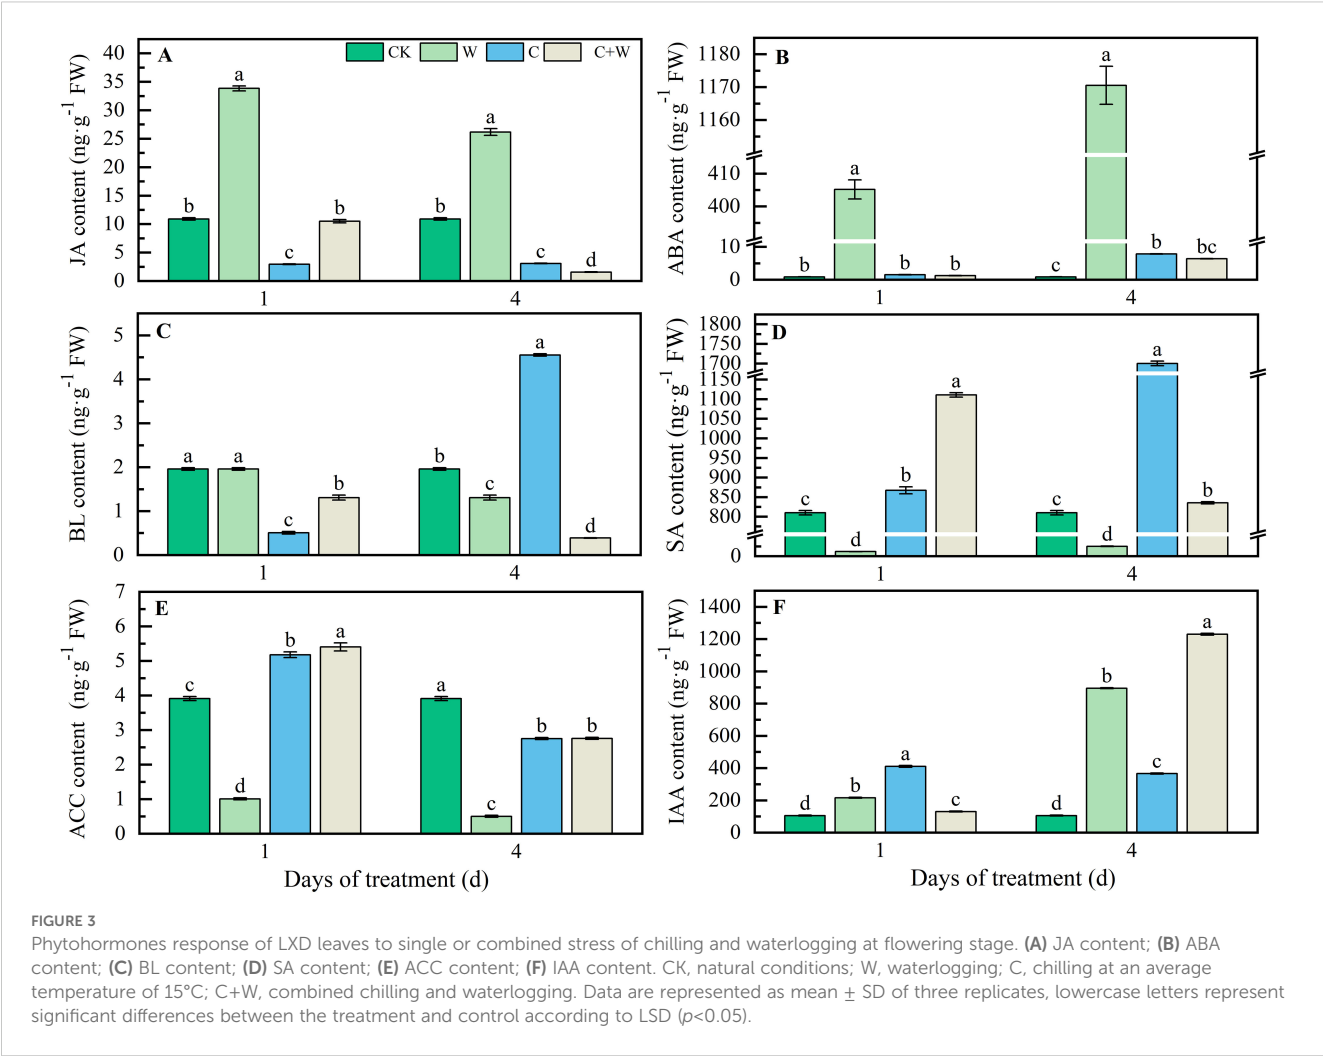 A
CK W C C+W
JA content (ng·g⁻¹ FW)
40
35
30
25
20
15
10
5
0
b a c b
b a c d
1 4
B
ABA content (ng·g⁻¹ FW)
1180
1170
1160
410
400
10
0
b a b b
c a b bc
1 4
C
BL content (ng·g⁻¹ FW)
5
4
3
2
1
0
a a c b
b c a d
1 4
D
SA content (ng·g⁻¹ FW)
1800
1750
1700
1150
1100
1050
1000
950
900
850
800
0
c d b a
c d a b
1 4
E
ACC content (ng·g⁻¹ FW)
7
6
5
4
3
2
1
0
c d b a
a c b b
1 4
Days of treatment (d)
F
IAA content (ng·g⁻¹ FW)
1400
1200
1000
800
600
400
200
0
d b a c
d b c a
1 4
Days of treatment (d)
FIGURE 3
Phytohormones response of LXD leaves to single or combined stress of chilling and waterlogging at flowering stage. (A) JA content; (B) ABA
content; (C) BL content; (D) SA content; (E) ACC content; (F) IAA content. CK, natural conditions; W, waterlogging; C, chilling at an average
temperature of 15°C; C+W, combined chilling and waterlogging. Data are represented as mean ± SD of three replicates, lowercase letters represent
significant differences between the treatment and control according to LSD (p<0.05).